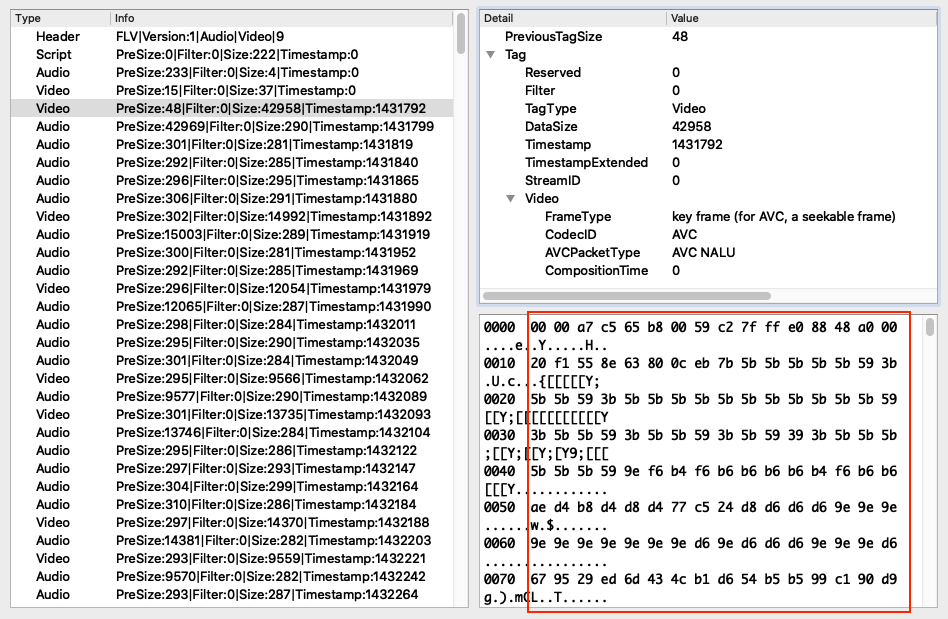 Type Info
Header FLV|Version:1|Audio|Video|9
Script PreSize:0|Filter:0|Size:222|Timestamp:0
Audio PreSize:233|Filter:0|Size:4|Timestamp:0
Video PreSize:15|Filter:0|Size:37|Timestamp:0
Video PreSize:48|Filter:0|Size:42958|Timestamp:1431792
Audio PreSize:42969|Filter:0|Size:290|Timestamp:1431799
Audio PreSize:301|Filter:0|Size:281|Timestamp:1431819
Audio PreSize:292|Filter:0|Size:285|Timestamp:1431840
Audio PreSize:296|Filter:0|Size:295|Timestamp:1431865
Audio PreSize:306|Filter:0|Size:291|Timestamp:1431880
Video PreSize:302|Filter:0|Size:14992|Timestamp:1431892
Audio PreSize:15003|Filter:0|Size:289|Timestamp:1431919
Audio PreSize:300|Filter:0|Size:281|Timestamp:1431952
Audio PreSize:292|Filter:0|Size:285|Timestamp:1431969
Video PreSize:296|Filter:0|Size:12054|Timestamp:1431979
Audio PreSize:12065|Filter:0|Size:287|Timestamp:1431990
Audio PreSize:298|Filter:0|Size:284|Timestamp:1432011
Audio PreSize:295|Filter:0|Size:290|Timestamp:1432035
Audio PreSize:301|Filter:0|Size:284|Timestamp:1432049
Video PreSize:295|Filter:0|Size:9566|Timestamp:1432062
Audio PreSize:9577|Filter:0|Size:290|Timestamp:1432089
Video PreSize:301|Filter:0|Size:13735|Timestamp:1432093
Audio PreSize:13746|Filter:0|Size:284|Timestamp:1432104
Audio PreSize:295|Filter:0|Size:286|Timestamp:1432122
Audio PreSize:297|Filter:0|Size:293|Timestamp:1432147
Audio PreSize:304|Filter:0|Size:299|Timestamp:1432164
Audio PreSize:310|Filter:0|Size:286|Timestamp:1432184
Video PreSize:297|Filter:0|Size:14370|Timestamp:1432188
Audio PreSize:14381|Filter:0|Size:282|Timestamp:1432203
Video PreSize:293|Filter:0|Size:9559|Timestamp:1432221
Audio PreSize:9570|Filter:0|Size:282|Timestamp:1432242
Audio PreSize:293|Filter:0|Size:287|Timestamp:1432264
Detail Value
PreviousTagSize 48
Tag
Reserved 0
Filter 0
TagType Video
DataSize 42958
Timestamp 1431792
TimestampExtended 0
StreamID 0
Video
FrameType key frame (for AVC, a seekable frame)
CodecID AVC
AVCPacketType AVC NALU
CompositionTime 0
0000 00 00 a7 c5 65 b8 00 59 c2 7f ff e0 88 48 a0 00
....e..Y.....H..
0010 20 f1 55 8e 63 80 0c eb 7b 5b 5b 5b 5b 5b 59 3b
.U.c...{[[[[[Y;
0020 5b 5b 59 3b 5b 5b 5b 5b 5b 5b 5b 5b 5b 5b 5b 59
[[Y;[[[[[[[[[[[Y
0030 3b 5b 5b 59 3b 5b 5b 59 3b 5b 59 39 3b 5b 5b 5b
;[[Y;[[Y;[Y9;[[[
0040 5b 5b 5b 59 9e f6 b4 f6 b6 b6 b6 b6 b4 f6 b6 b6
[[[Y............
0050 ae d4 b8 d4 d8 d4 77 c5 24 d8 d6 d6 d6 9e 9e 9e
......w.$.......
0060 9e 9e 9e 9e 9e 9e 9e d6 9e d6 d6 d6 9e 9e 9e d6
................
0070 67 95 29 ed 6d 43 4c b1 d6 54 b5 b5 99 c1 90 d9
g.).mCL..T......